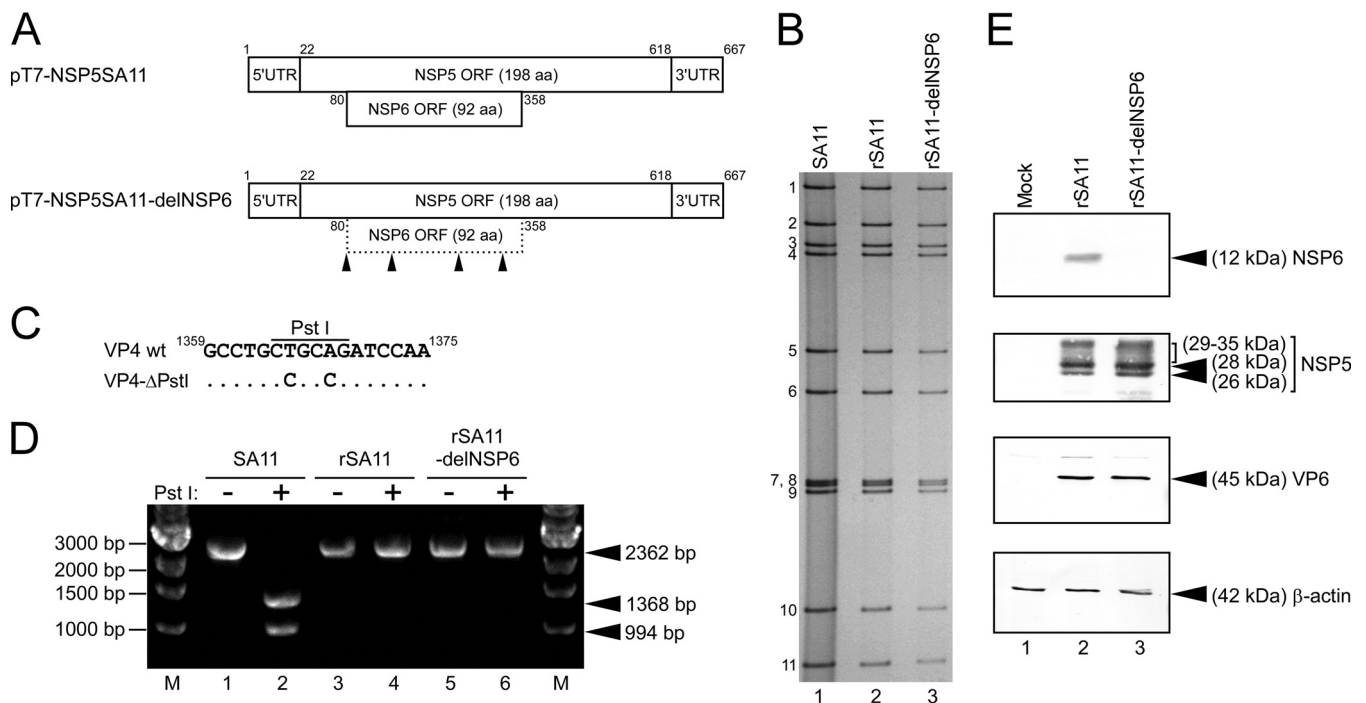 A
1 22 618 667
pT7-NSP5SA11
5'UTR NSP5 ORF (198 aa) 3'UTR
80 NSP6 ORF (92 aa) 358
1 22 618 667
pT7-NSP5SA11-delNSP6
5'UTR NSP5 ORF (198 aa) 3'UTR
80 NSP6 ORF (92 aa) 358
B
SA11
rSA11
rSA11-delNSP6
1
2
3
4
5
6
7, 8
9
10
11
1 2 3
C
Pst I
VP4 wt 1359 GCCTGCTGCAGATCCAA 1375
VP4-ΔPstI . . . . . . C . . C . . . . . . .
D
SA11 rSA11 rSA11
-delNSP6
Pst I: - + - + - +
3000 bp
2000 bp
1500 bp
1000 bp
2362 bp
1368 bp
994 bp
M 1 2 3 4 5 6 M
E
Mock
rSA11
rSA11-delNSP6
(12 kDa) NSP6
(29-35 kDa)
(28 kDa) NSP5
(26 kDa)
(45 kDa) VP6
(42 kDa) β-actin
1 2 3